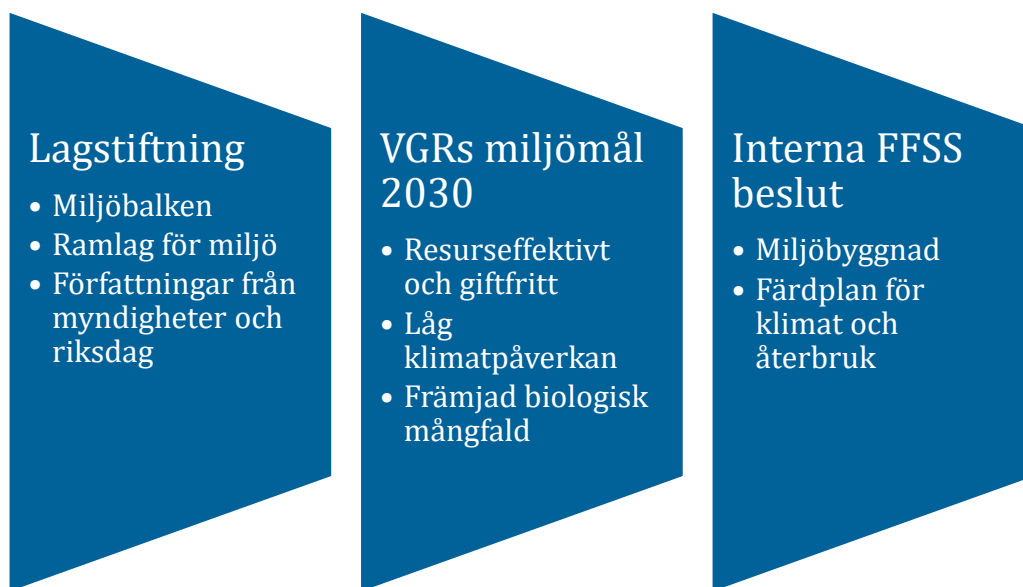 Lagstiftning
• Miljöbalken
• Ramlag för miljö
• Författningar från
myndigheter och
riksdag
VGRs miljömål
2030
• Resurseffektivt
och giftfritt
• Låg
klimatpåverkan
• Främjad biologisk
mångfald
Interna FFSS
beslut
• Miljöbyggnad
• Färdplan för
klimat och
återbruk